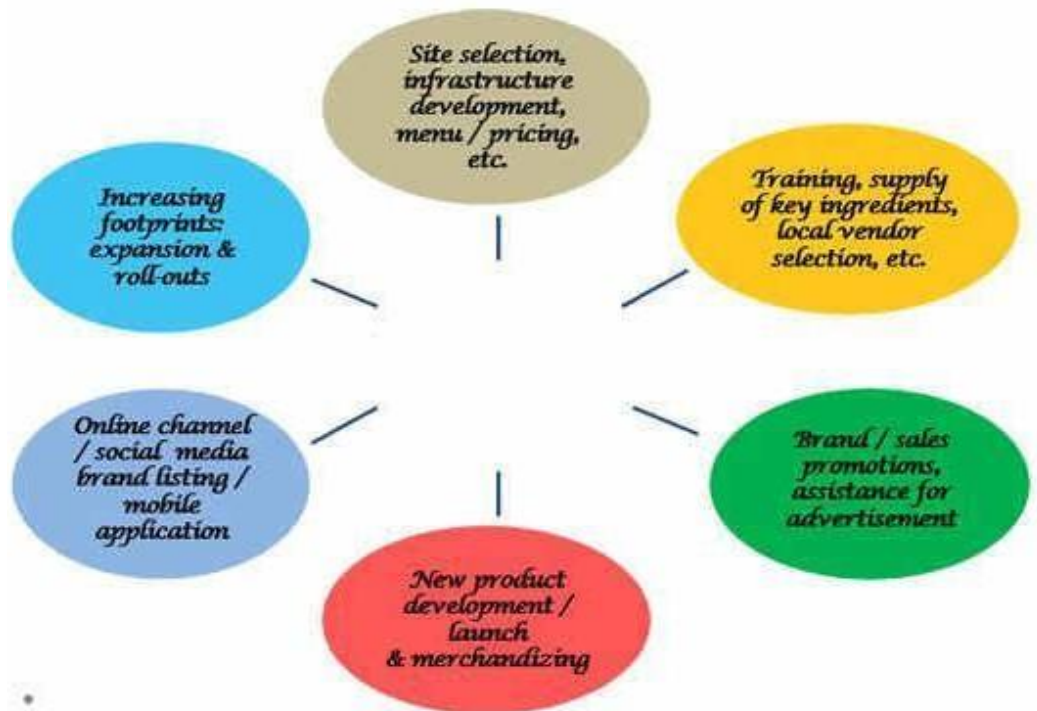 Site selection,
infrastructure
development,
menu / pricing,
etc.
Training, supply
of key ingredients,
local vendor
selection, etc.
Brand / sales
promotions,
assistance for
advertisement
New product
development /
launch
& merchandizing
Online channel
/ social media
brand listing /
mobile
application
Increasing
footprints:
expansion &
roll-outs